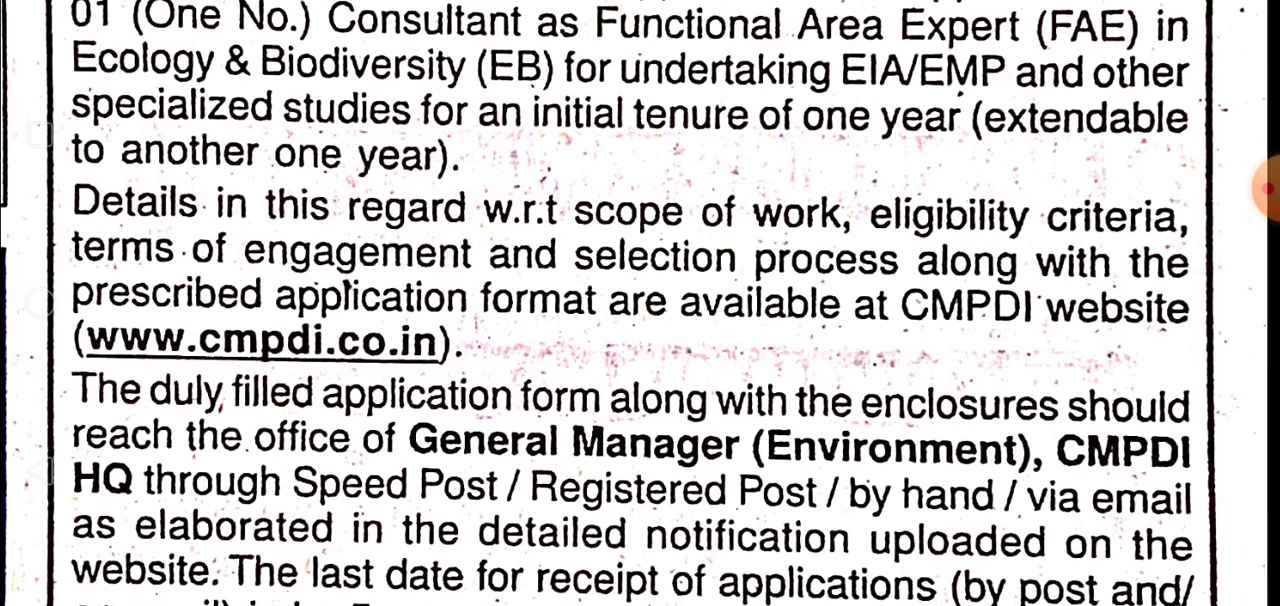 01 (One No.) Consultant as Functional Area Expert (FAE) in
Ecology & Biodiversity (EB) for undertaking EIA/EMP and other
specialized studies for an initial tenure of one year (extendable
to another one year).
Details in this regard w.r.t scope of work, eligibility criteria,
terms of engagement and selection process along with the
prescribed application format are available at CMPDI website
(www.cmpdi.co.in).
The duly filled application form along with the enclosures should
reach the office of General Manager (Environment), CMPDI
HQ through Speed Post / Registered Post / by hand / via email
as elaborated in the detailed notification uploaded on the
website. The last date for receipt of applications (by post and/